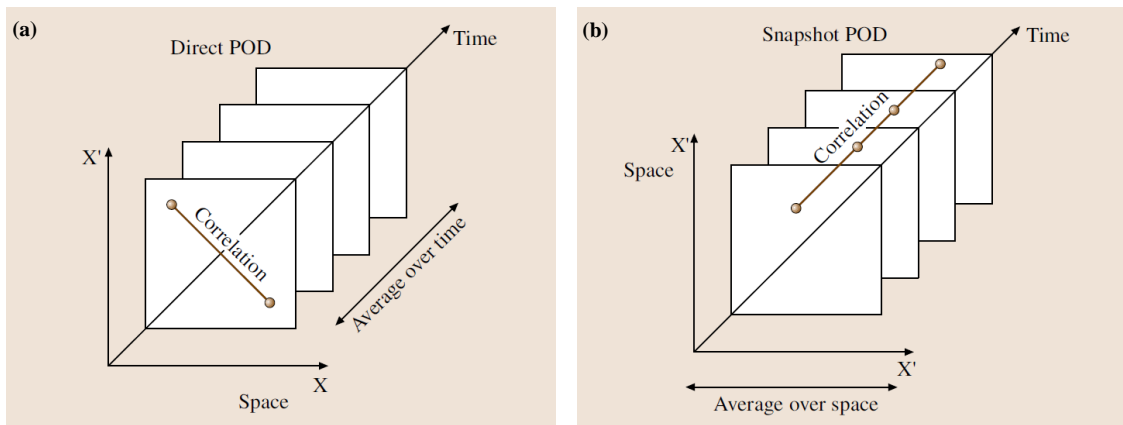 (a)
Direct POD
Time
X'
Correlation
Average over time
X
Space
(b)
Snapshot POD
Time
X'
Space
Correlation
X'
Average over space